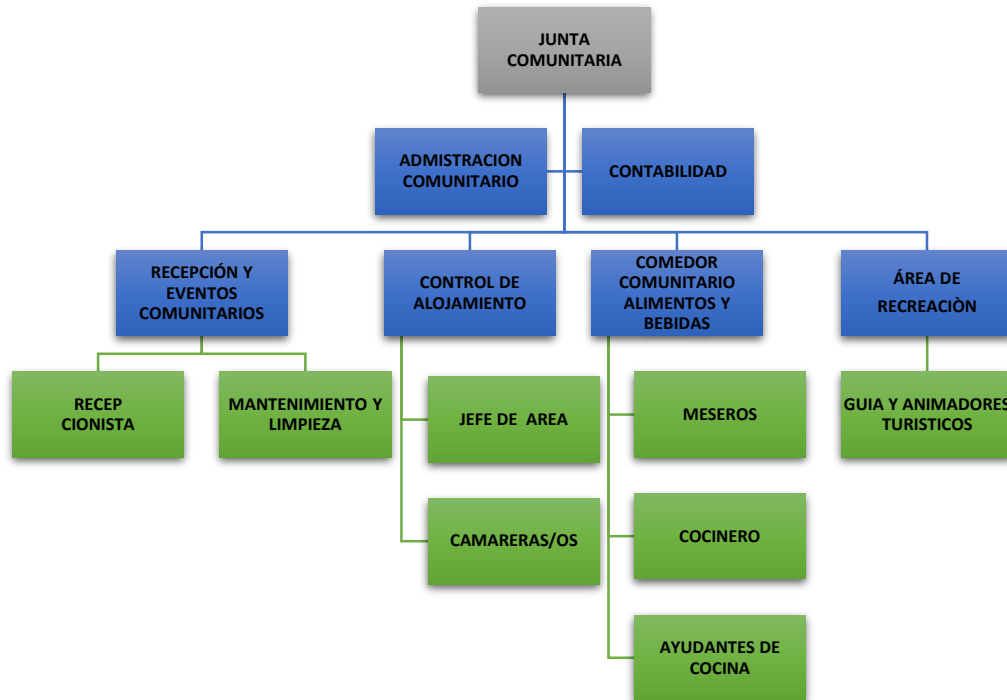 JUNTA
COMUNITARIA
ADMISTRACION
COMUNITARIO
CONTABILIDAD
RECEPCIÓN Y
EVENTOS
COMUNITARIOS
CONTROL DE
ALOJAMIENTO
COMEDOR
COMUNITARIO
ALIMENTOS Y
BEBIDAS
ÁREA DE
RECREACIÒN
RECEP
CIONISTA
MANTENIMIENTO Y
LIMPIEZA
JEFE DE AREA
CAMARERAS/OS
MESEROS
COCINERO
AYUDANTES DE
COCINA
GUIA Y ANIMADORES
TURISTICOS